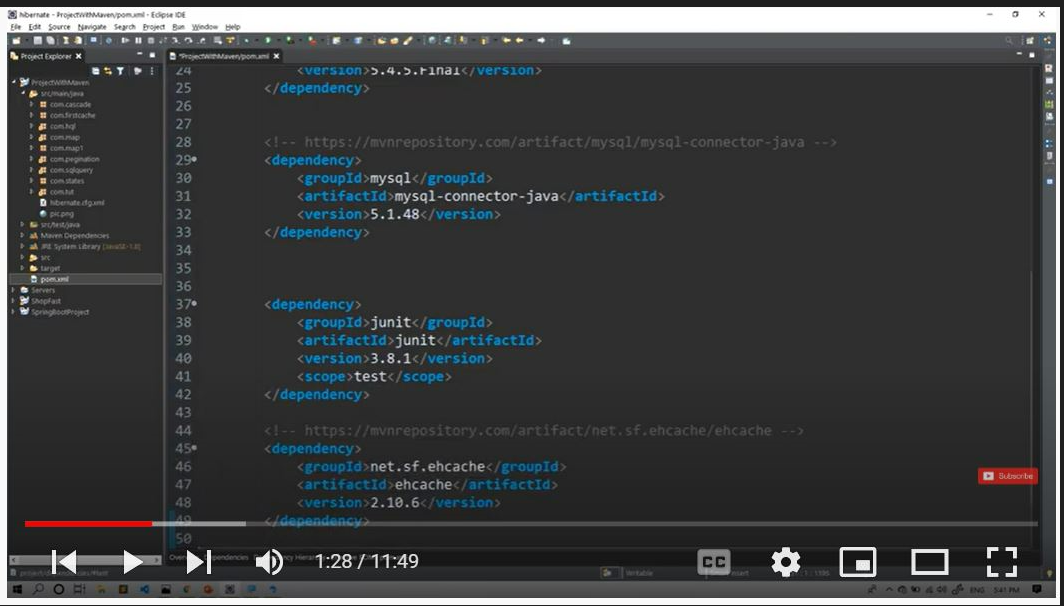 hibernate - ProjectWithMaven/pom.xml - Eclipse IDE
File Edit Source Navigate Search Project Run Window Help
Project Explorer
*ProjectWithMaven/pom.xml
ProjectWithMaven
src/main/java
com.cascade
com.firstcache
com.hql
com.map
com.map1
com.pegination
com.sqlquery
com.states
com.tut
hibernate.cfg.xml
pic.png
src/test/java
Maven Dependencies
JRE System Library [JavaSE-1.8]
src
target
pom.xml
Servers
ShopFast
SpringBootProject
24 <version>5.4.5.Final</version>
25 </dependency>
26
27
28 <!-- https://mvnrepository.com/artifact/mysql/mysql-connector-java -->
29 <dependency>
30 <groupId>mysql</groupId>
31 <artifactId>mysql-connector-java</artifactId>
32 <version>5.1.48</version>
33 </dependency>
34
35
36
37 <dependency>
38 <groupId>junit</groupId>
39 <artifactId>junit</artifactId>
40 <version>3.8.1</version>
41 <scope>test</scope>
42 </dependency>
43
44 <!-- https://mvnrepository.com/artifact/net.sf.ehcache/ehcache -->
45 <dependency>
46 <groupId>net.sf.ehcache</groupId>
47 <artifactId>ehcache</artifactId>
48 <version>2.10.6</version>
49 </dependency>
50
Subscribe
1:28 / 11:49
CC
Writable
ENG 5:41 PM